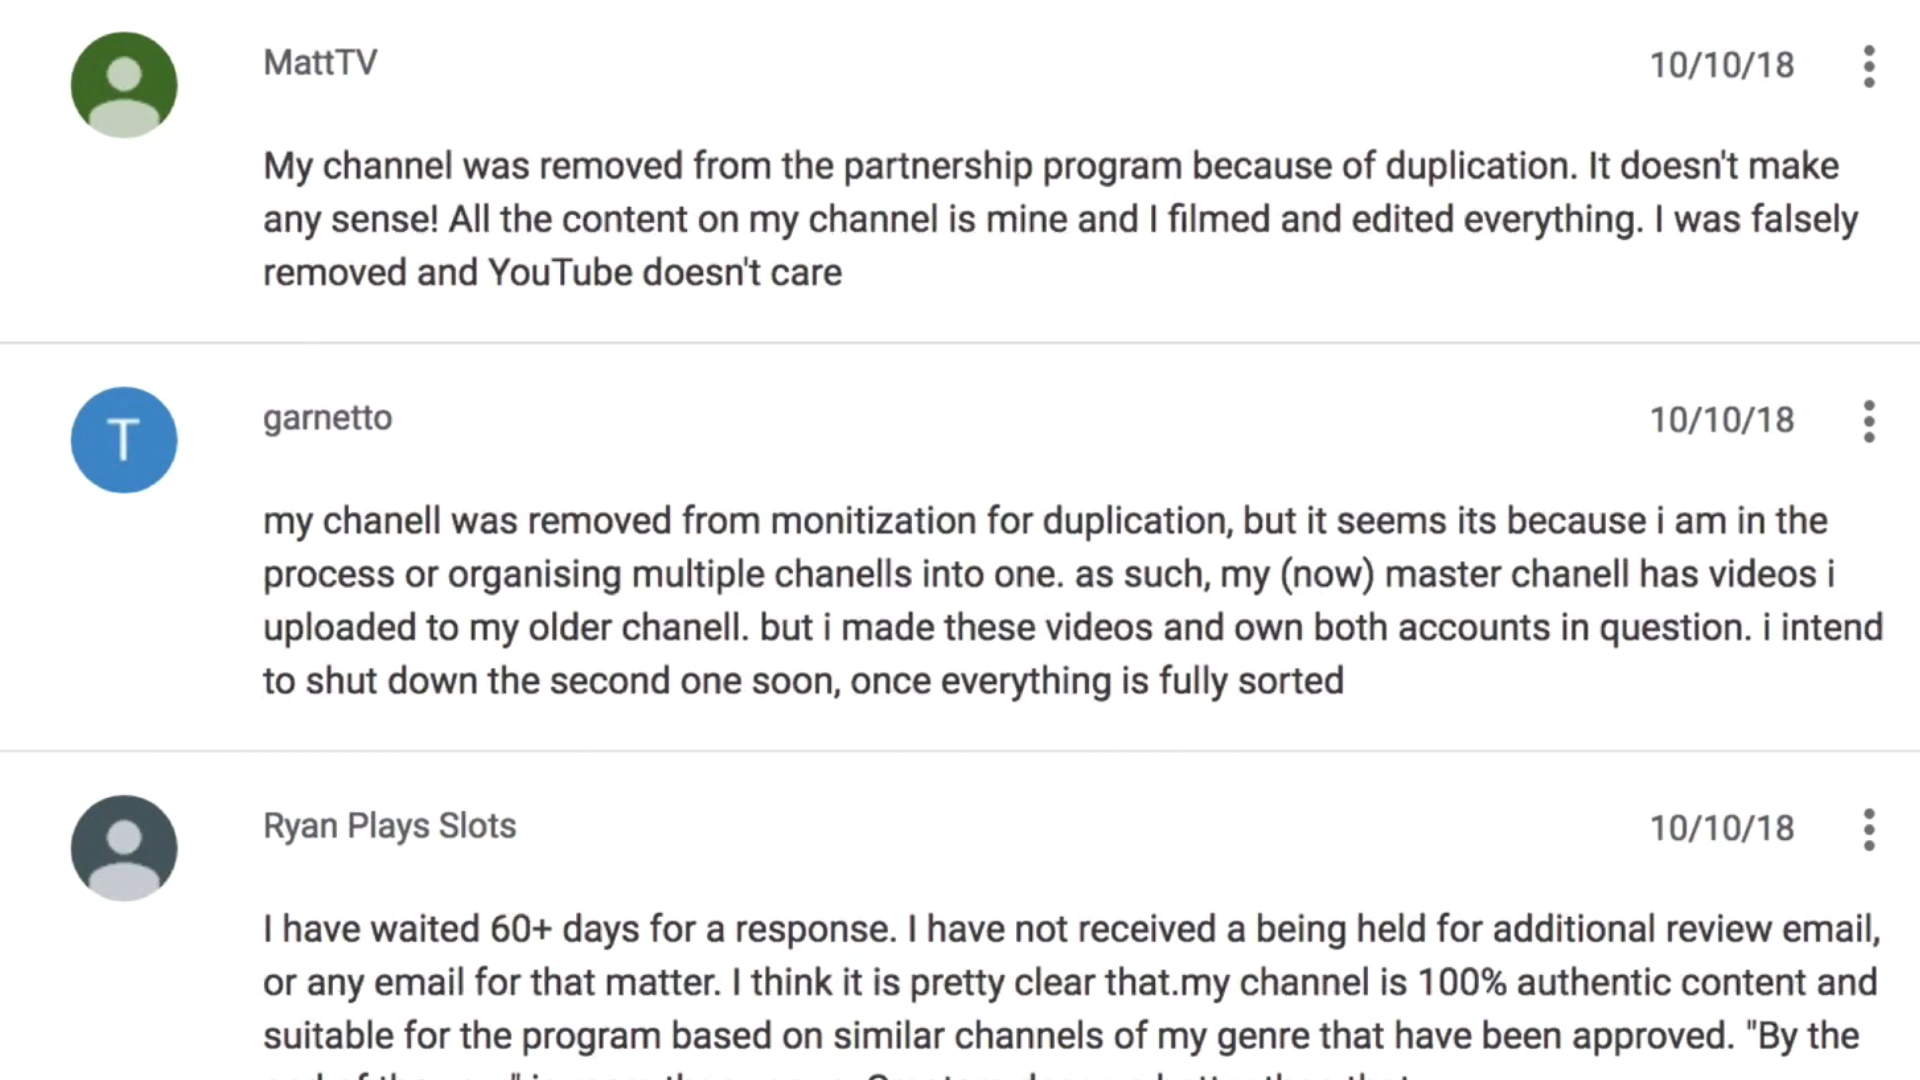 MattTV
10/10/18
My channel was removed from the partnership program because of duplication. It doesn't make
any sense! All the content on my channel is mine and I filmed and edited everything. I was falsely
removed and YouTube doesn't care
T
garnetto
10/10/18
my chanell was removed from monitization for duplication, but it seems its because i am in the
process or organising multiple chanells into one. as such, my (now) master chanell has videos i
uploaded to my older chanell. but i made these videos and own both accounts in question. i intend
to shut down the second one soon, once everything is fully sorted
Ryan Plays Slots
10/10/18
I have waited 60+ days for a response. I have not received a being held for additional review email,
or any email for that matter. I think it is pretty clear that.my channel is 100% authentic content and
suitable for the program based on similar channels of my genre that have been approved. "By the